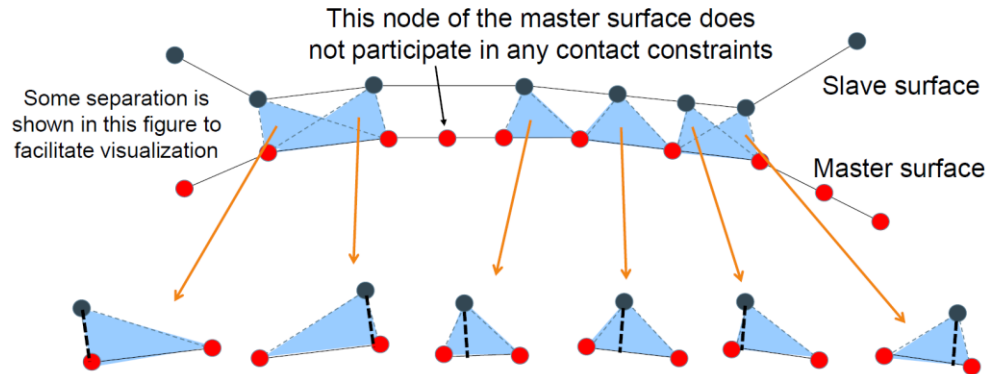 This node of the master surface does
not participate in any contact constraints
Some separation is
shown in this figure to
facilitate visualization
Slave surface
Master surface